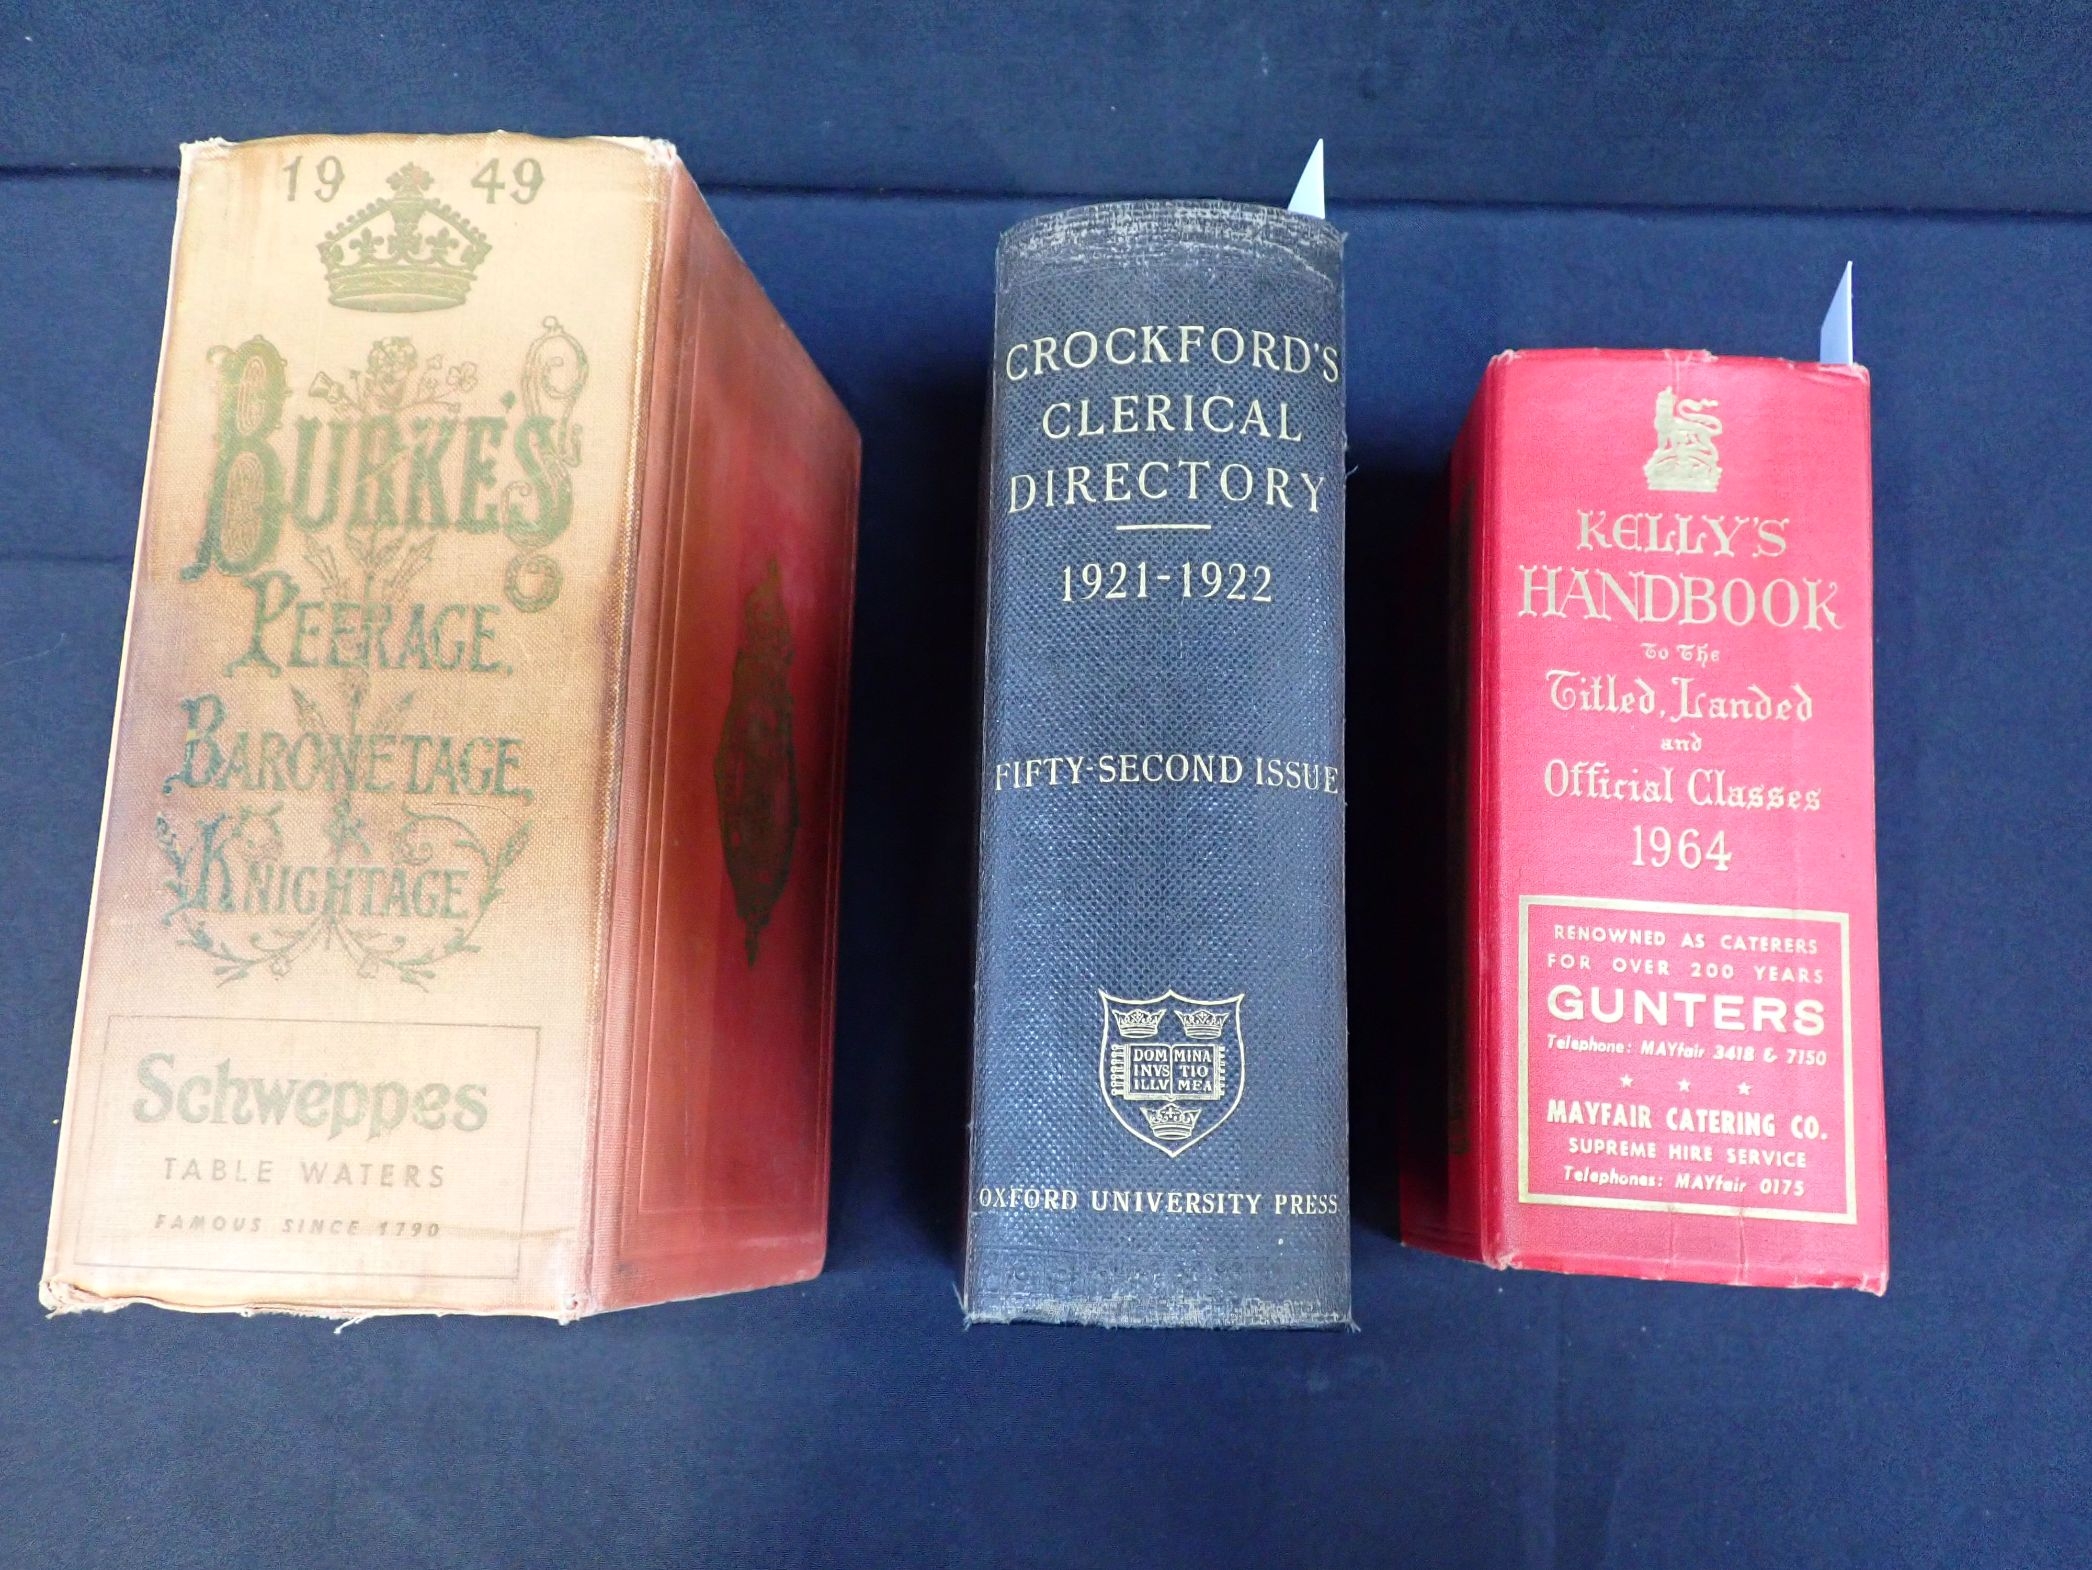 19 49
BURKE'S
PEERAGE,
BARONETAGE,
&
KNIGHTAGE
Schweppes
TABLE WATERS
FAMOUS SINCE 1790
CROCKFORD'S
CLERICAL
DIRECTORY
1921-1922
FIFTY-SECOND ISSUE
DOM MINA
INVS TIO
ILLV MEA
OXFORD UNIVERSITY PRESS
KELLY'S
HANDBOOK
To The
Titled, Landed
and
Official Classes
1964
RENOWNED AS CATERERS
FOR OVER 200 YEARS
GUNTERS
Telephone: MAYfair 3418 & 7150
MAYFAIR CATERING CO.
SUPREME HIRE SERVICE
Telephones: MAYfair 0175